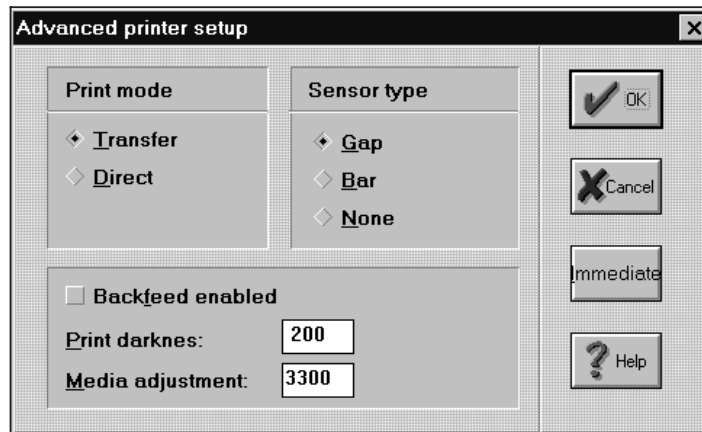 Advanced printer setup
Print mode
Transfer
Direct
Sensor type
Gap
Bar
None
Backfeed enabled
Print darknes: 200
Media adjustment: 3300
OK
Cancel
Immediate
Help